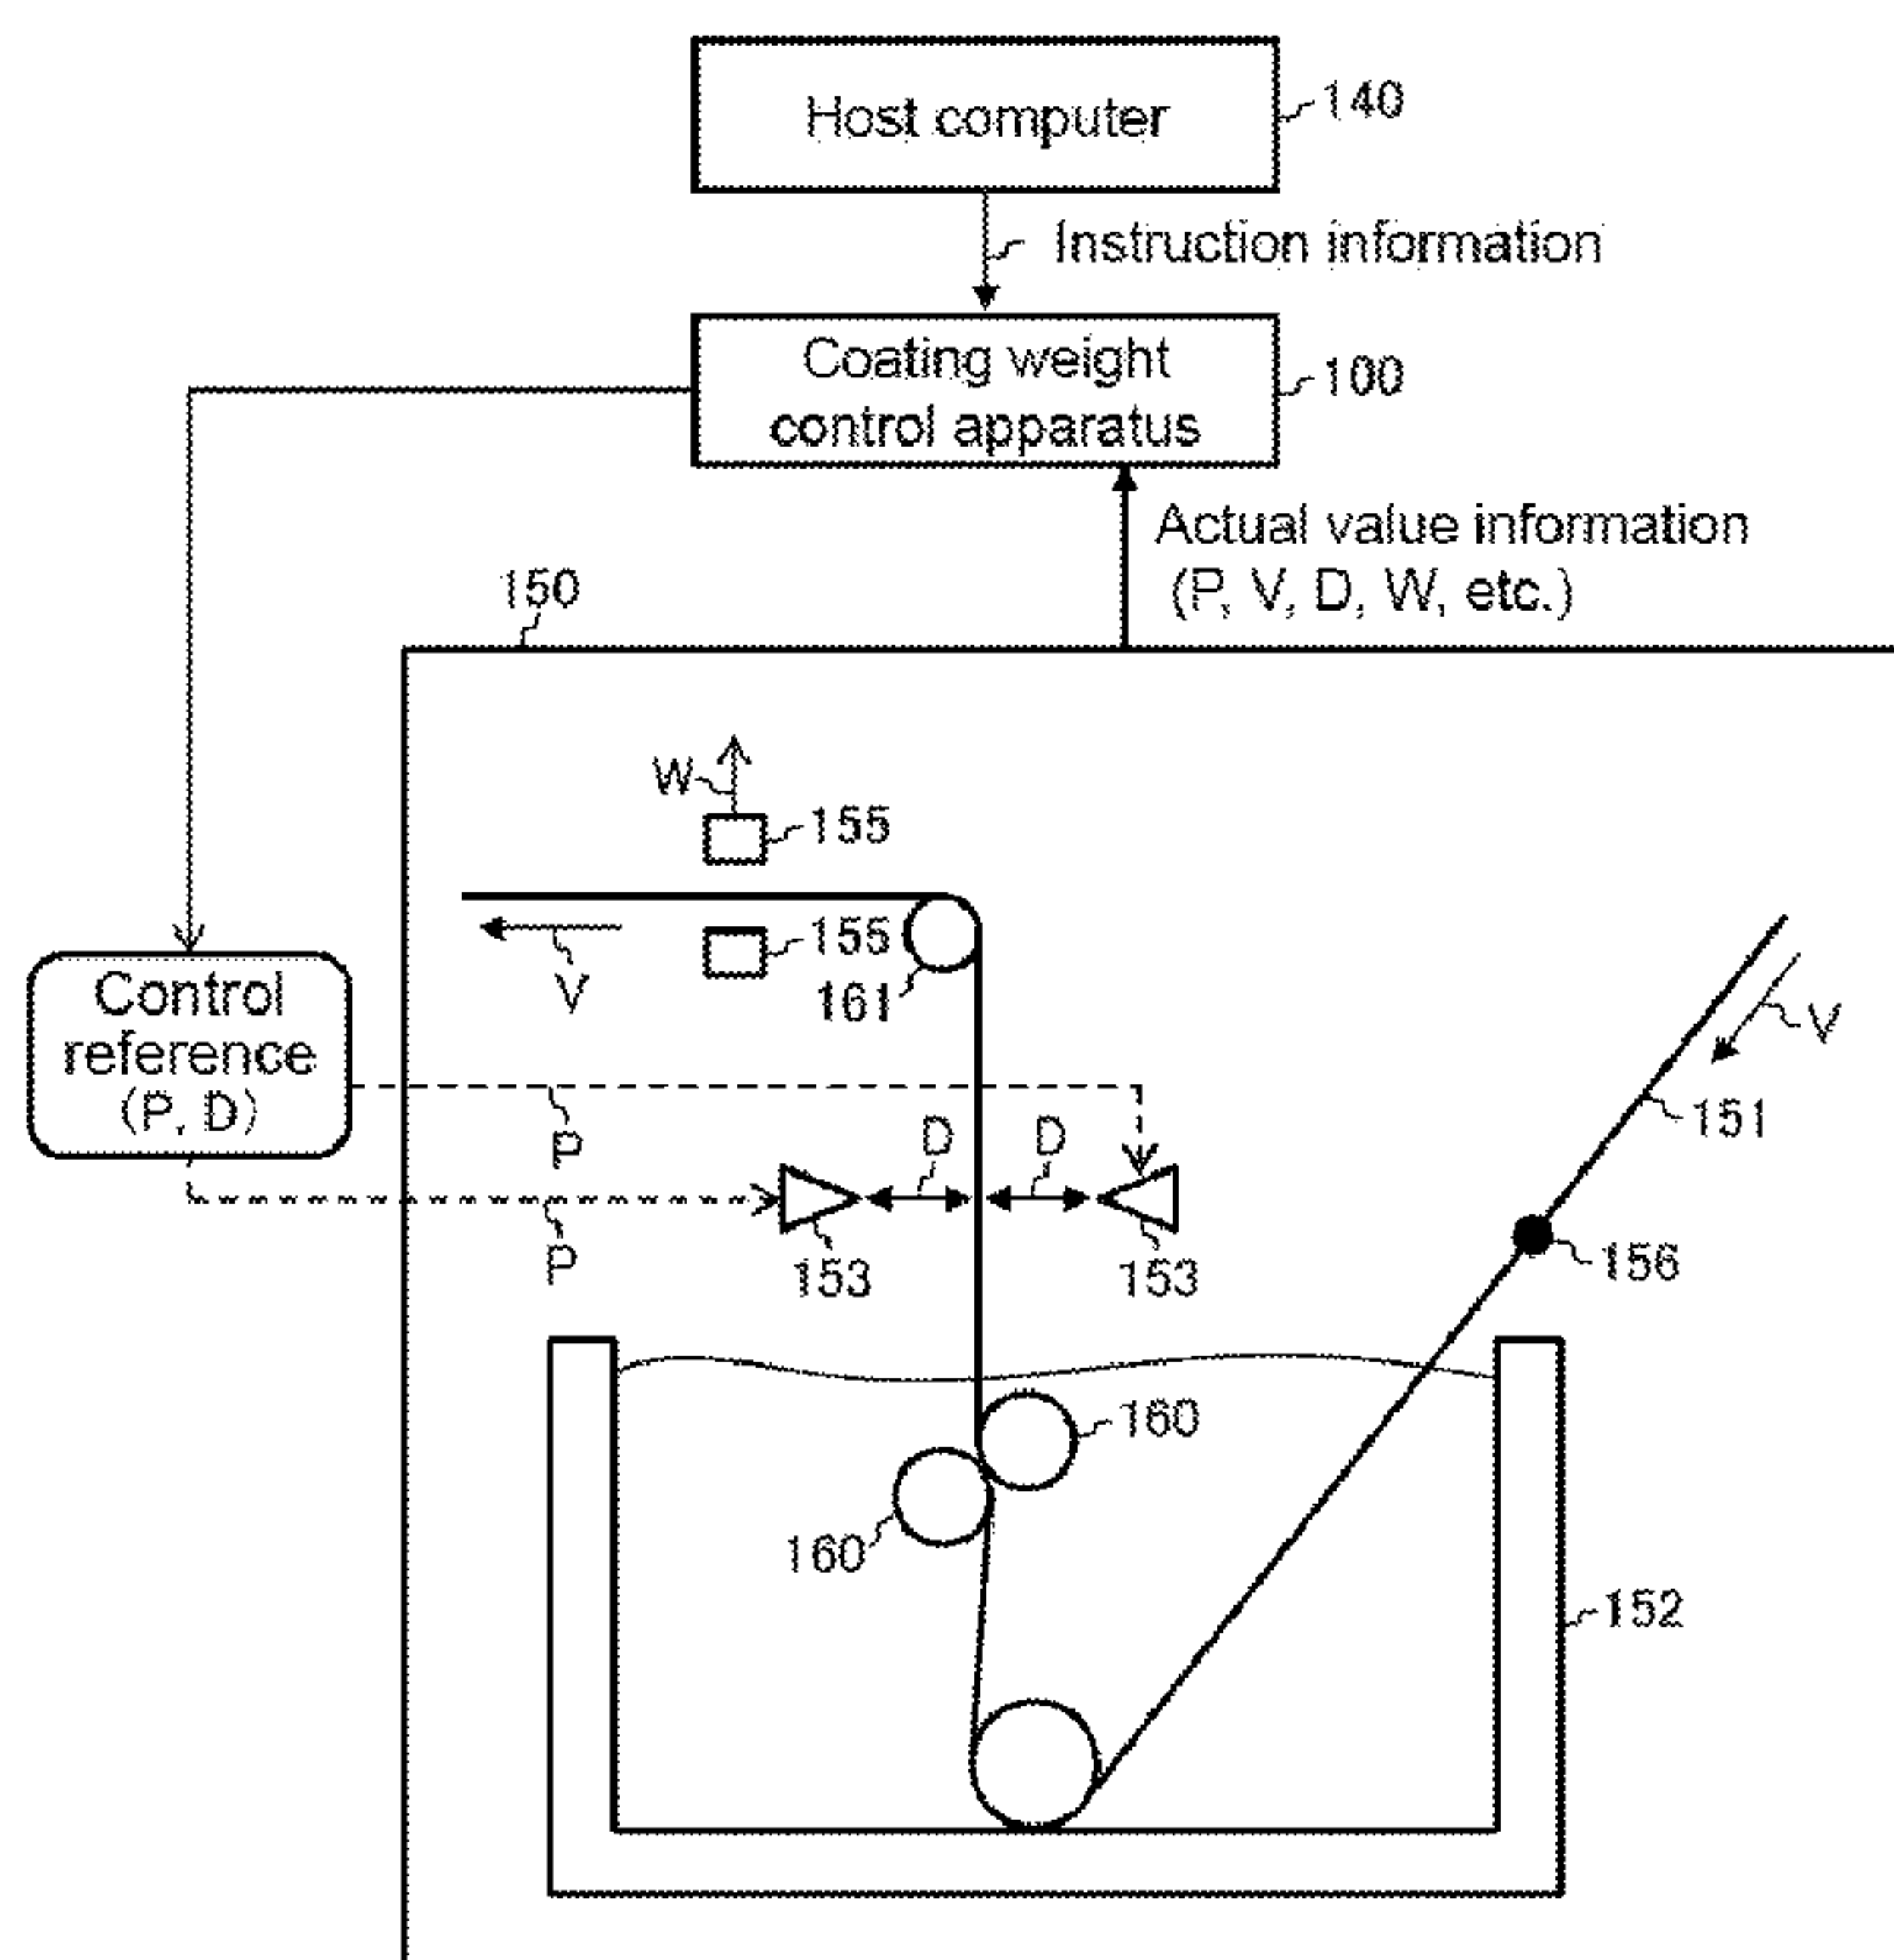 Host computer
140
Instruction information
Coating weight
control apparatus
100
Actual value information
(P, V, D, W, etc.)
150
W
155
155
V
161
V
151
Control
reference
(P, D)
P
D
D
P
153
153
156
160
160
152